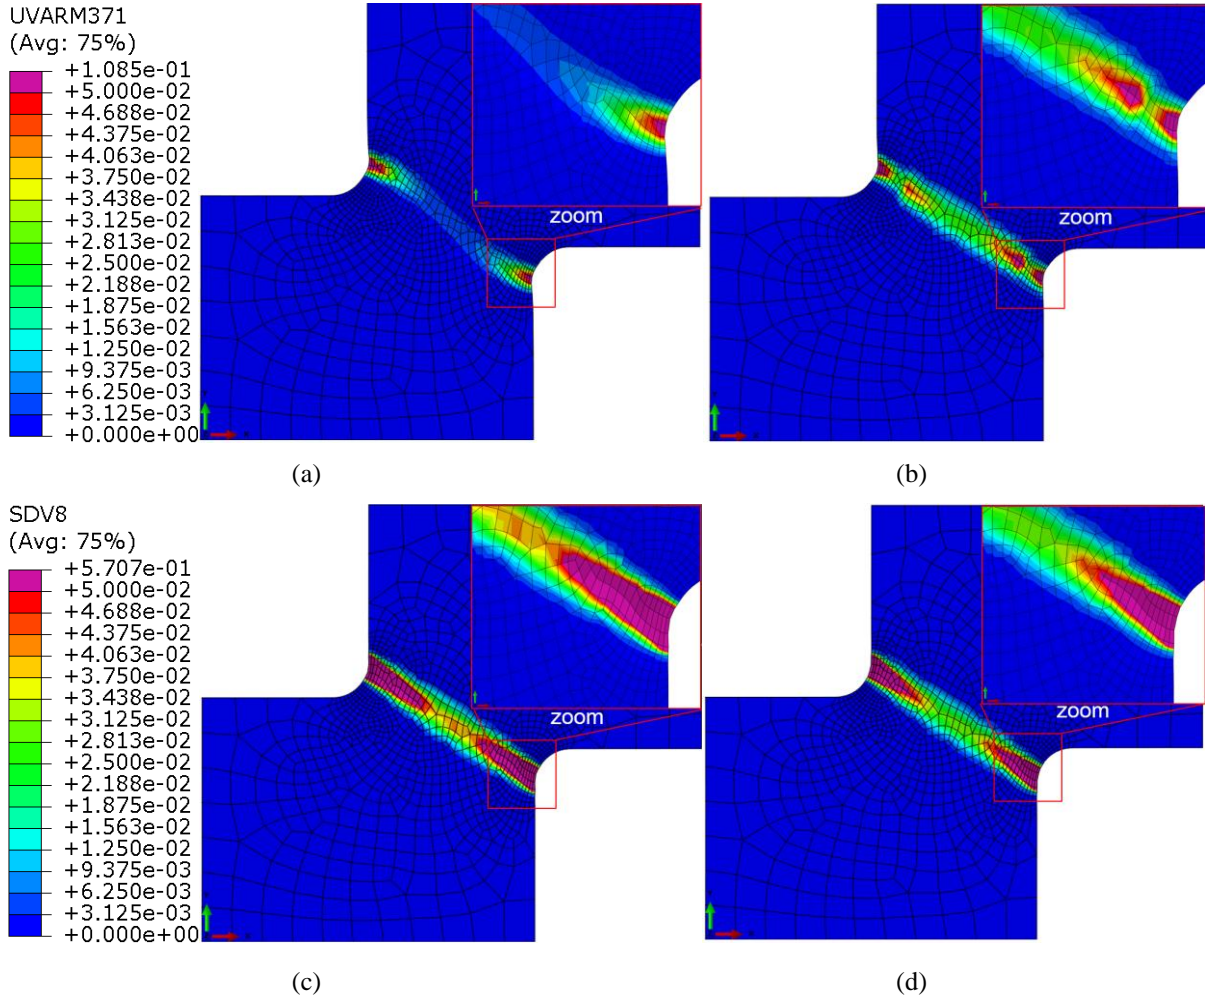 UVARM371
(Avg: 75%)
+1.085e-01
+5.000e-02
+4.688e-02
+4.375e-02
+4.063e-02
+3.750e-02
+3.438e-02
+3.125e-02
+2.813e-02
+2.500e-02
+2.188e-02
+1.875e-02
+1.563e-02
+1.250e-02
+9.375e-03
+6.250e-03
+3.125e-03
+0.000e+00
zoom
zoom
(a)
(b)
SDV8
(Avg: 75%)
+5.707e-01
+5.000e-02
+4.688e-02
+4.375e-02
+4.063e-02
+3.750e-02
+3.438e-02
+3.125e-02
+2.813e-02
+2.500e-02
+2.188e-02
+1.875e-02
+1.563e-02
+1.250e-02
+9.375e-03
+6.250e-03
+3.125e-03
+0.000e+00
zoom
zoom
(c)
(d)